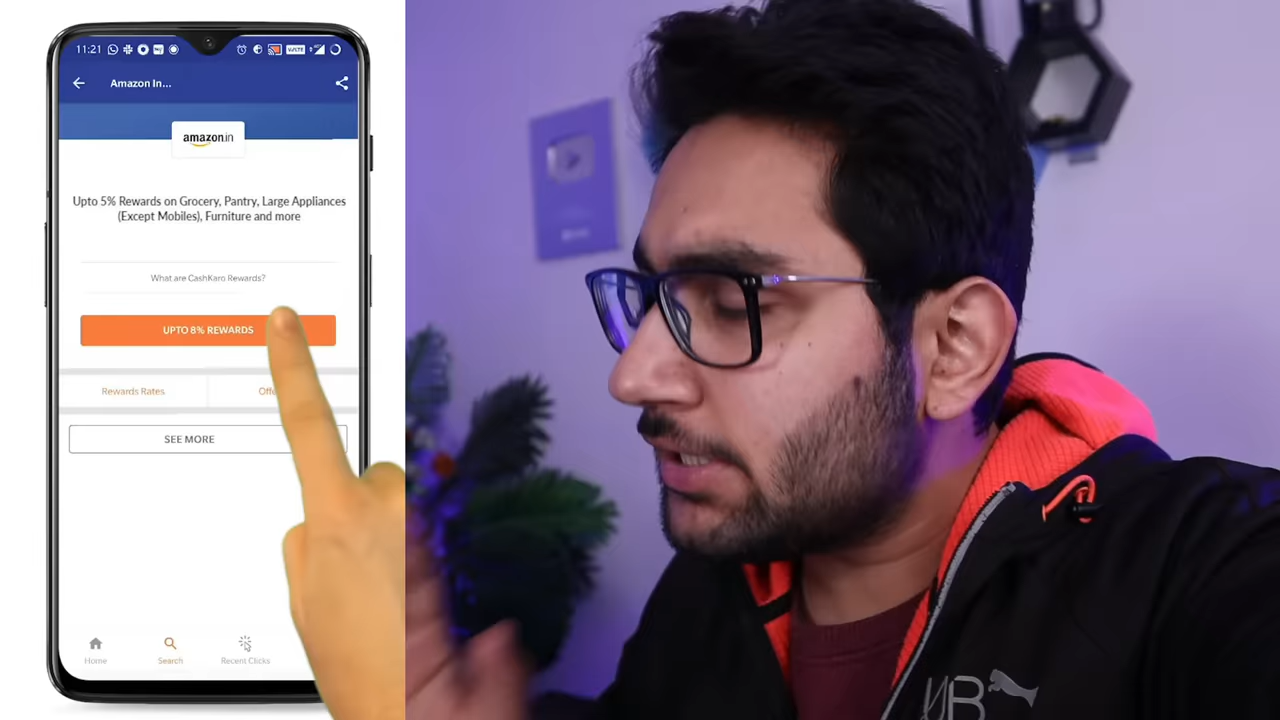 11:21
Amazon In...
amazon.in
Upto 5% Rewards on Grocery, Pantry, Large Appliances
(Except Mobiles), Furniture and more
What are CashKaro Rewards?
UPTO 8% REWARDS
Rewards Rates
Offe
SEE MORE
Home
Search
Recent Clicks